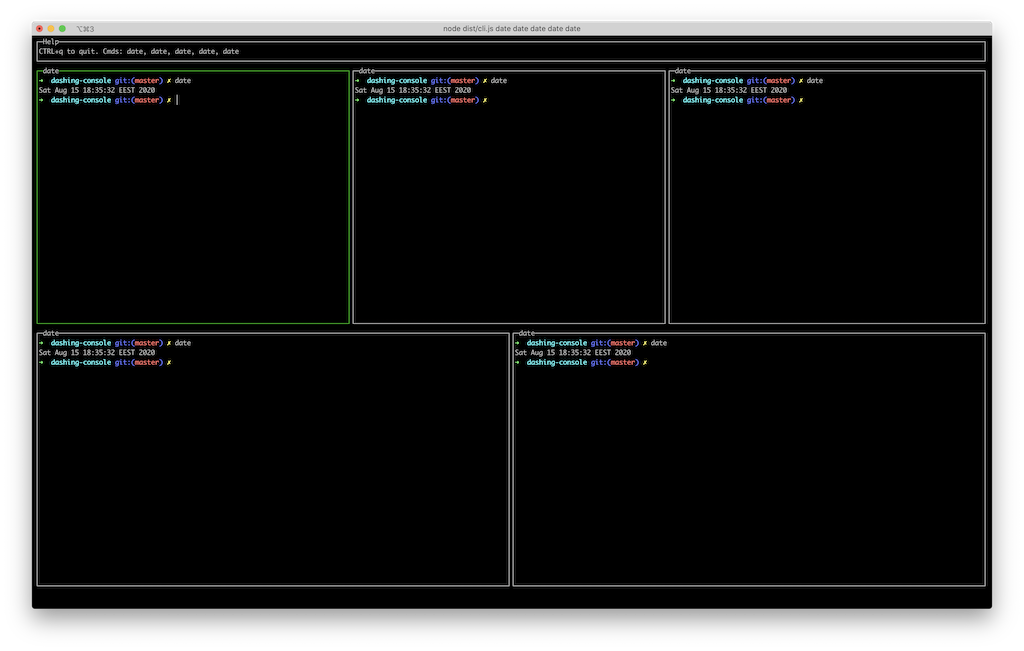 ⌥⌘3 node dist/cli.js date date date date date
Help
CTRL+q to quit. Cmds: date, date, date, date, date
date
➜ dashing-console git:(master) ✗ date
Sat Aug 15 18:35:32 EEST 2020
➜ dashing-console git:(master) ✗
date
➜ dashing-console git:(master) ✗ date
Sat Aug 15 18:35:32 EEST 2020
➜ dashing-console git:(master) ✗
date
➜ dashing-console git:(master) ✗ date
Sat Aug 15 18:35:32 EEST 2020
➜ dashing-console git:(master) ✗
date
➜ dashing-console git:(master) ✗ date
Sat Aug 15 18:35:32 EEST 2020
➜ dashing-console git:(master) ✗
date
➜ dashing-console git:(master) ✗ date
Sat Aug 15 18:35:32 EEST 2020
➜ dashing-console git:(master) ✗